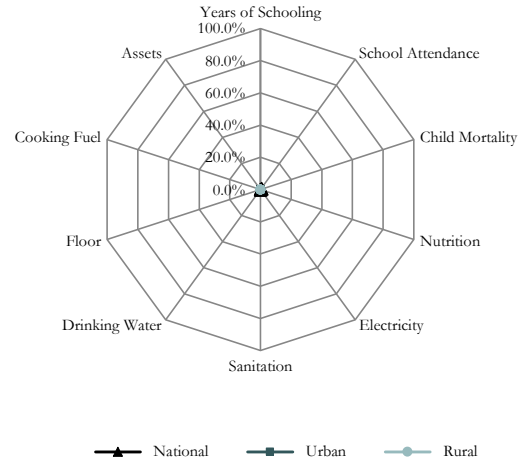 Years of Schooling
100.0%
Assets
School Attendance
80.0%
60.0%
Cooking Fuel
Child Mortality
40.0%
20.0%
0.0%
Floor
Nutrition
Drinking Water
Electricity
Sanitation
National Urban Rural